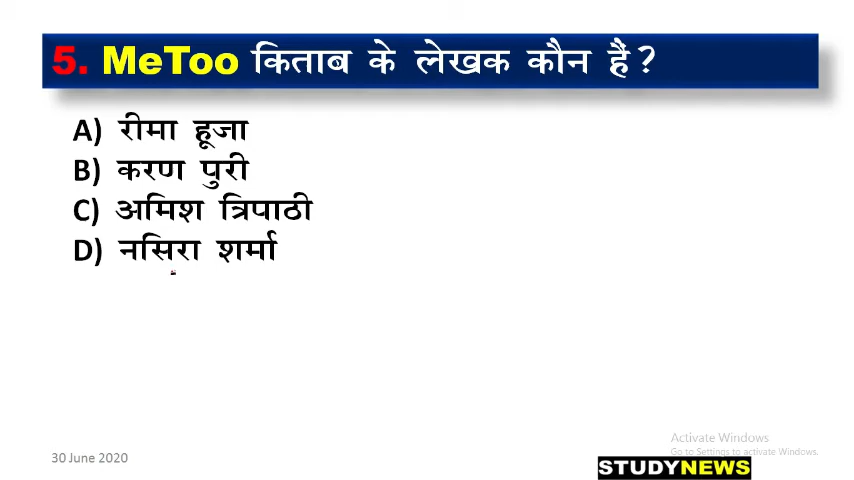 5. MeToo किताब के लेखक कौन हैं?
A) रीमा हूजा
B) करण पुरी
C) अमिश त्रिपाठी
D) नसिरा शर्मा
Activate Windows
Go to Settings to activate Windows.
30 June 2020
STUDYNEWS